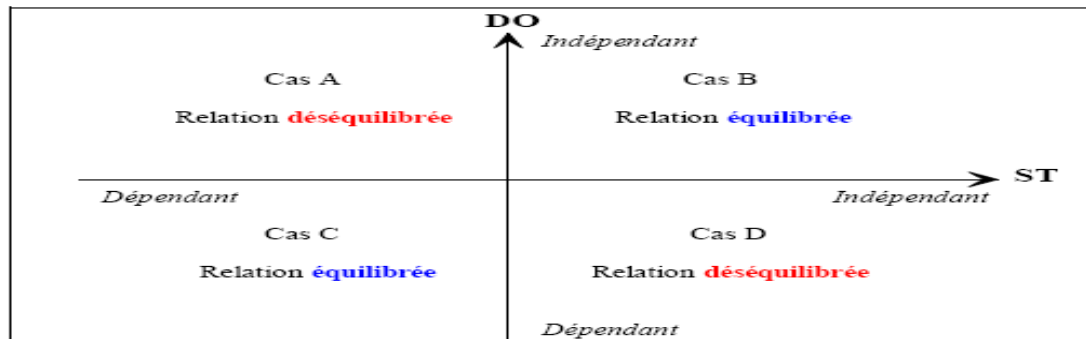 DO
Indépendant
Cas A
Cas B
Relation déséquilibrée
Relation équilibrée
ST
Dépendant
Indépendant
Cas C
Cas D
Relation équilibrée
Relation déséquilibrée
Dépendant